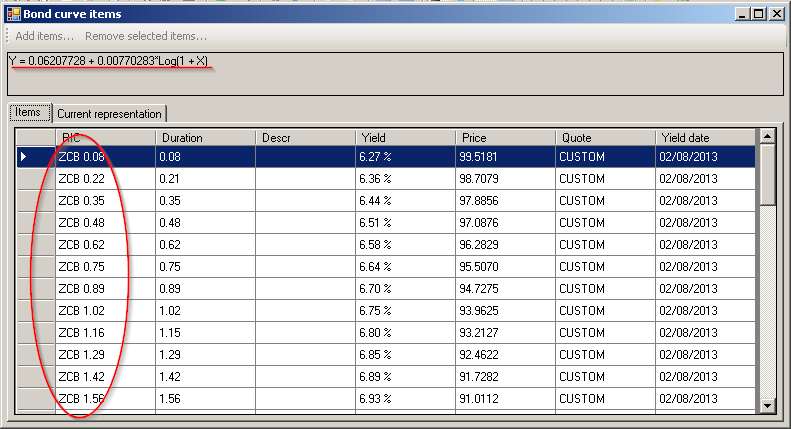 Bond curve items
Add items... Remove selected items...
Y = 0.06207728 + 0.00770283*Log(1 + X)
Items Current representation
RIC Duration Descr Yield Price Quote Yield date
ZCB 0.08 0.08 6.27 % 99.5181 CUSTOM 02/08/2013
ZCB 0.22 0.21 6.36 % 98.7079 CUSTOM 02/08/2013
ZCB 0.35 0.35 6.44 % 97.8856 CUSTOM 02/08/2013
ZCB 0.48 0.48 6.51 % 97.0876 CUSTOM 02/08/2013
ZCB 0.62 0.62 6.58 % 96.2829 CUSTOM 02/08/2013
ZCB 0.75 0.75 6.64 % 95.5070 CUSTOM 02/08/2013
ZCB 0.89 0.89 6.70 % 94.7275 CUSTOM 02/08/2013
ZCB 1.02 1.02 6.75 % 93.9625 CUSTOM 02/08/2013
ZCB 1.16 1.15 6.80 % 93.2127 CUSTOM 02/08/2013
ZCB 1.29 1.29 6.85 % 92.4622 CUSTOM 02/08/2013
ZCB 1.42 1.42 6.89 % 91.7282 CUSTOM 02/08/2013
ZCB 1.56 1.56 6.93 % 91.0112 CUSTOM 02/08/2013